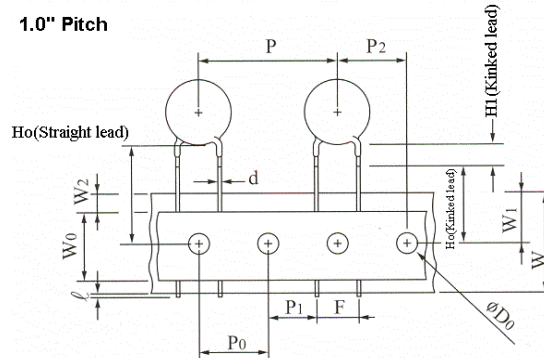 1.0" Pitch
P
P2
H1(Kinked lead)
Ho(Straight lead)
d
W2
W0
Ho(Kinked lead)
W1
W
ℓ
P1
F
øD0
P0